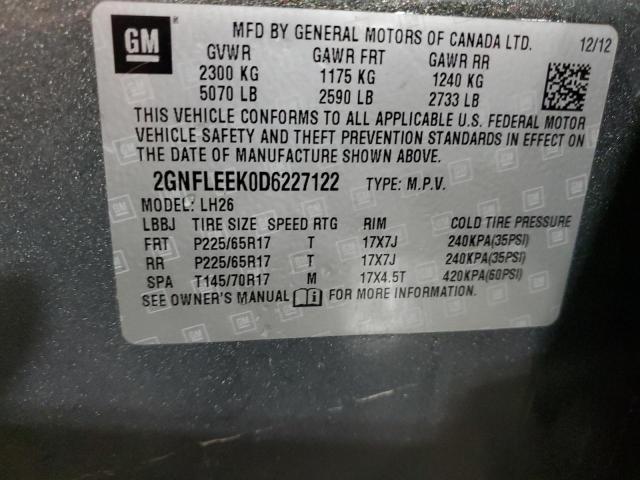 GM
MFD BY GENERAL MOTORS OF CANADA LTD.
12/12
GVWR GAWR FRT GAWR RR
2300 KG 1175 KG 1240 KG
5070 LB 2590 LB 2733 LB
THIS VEHICLE CONFORMS TO ALL APPLICABLE U.S. FEDERAL MOTOR
VEHICLE SAFETY AND THEFT PREVENTION STANDARDS IN EFFECT ON
THE DATE OF MANUFACTURE SHOWN ABOVE.
2GNFLEEK0D6227122 TYPE: M.P.V.
MODEL: LH26
LBBJ TIRE SIZE SPEED RTG RIM COLD TIRE PRESSURE
FRT P225/65R17 T 17X7J 240KPA(35PSI)
RR P225/65R17 T 17X7J 240KPA(35PSI)
SPA T145/70R17 M 17X4.5T 420KPA(60PSI)
SEE OWNER'S MANUAL FOR MORE INFORMATION.